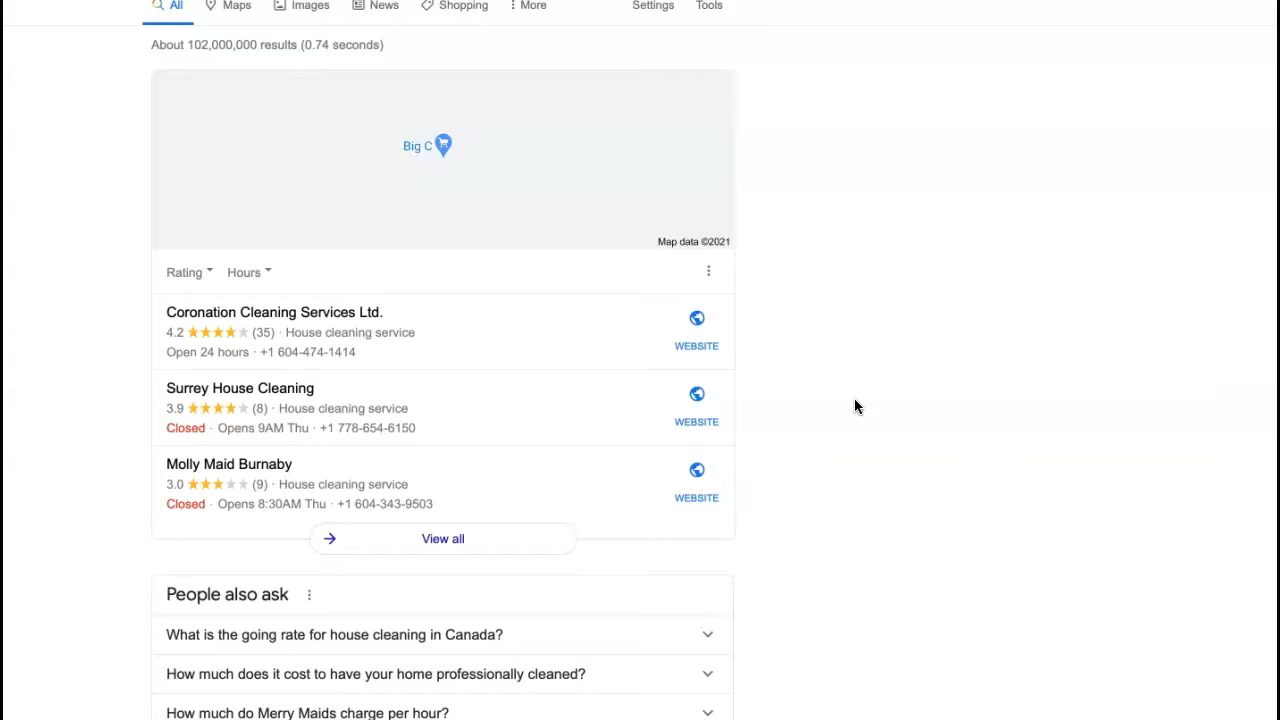 All Maps Images News Shopping More Settings Tools
About 102,000,000 results (0.74 seconds)
Big C
Map data ©2021
Rating Hours
Coronation Cleaning Services Ltd.
4.2 (35) · House cleaning service
Open 24 hours · +1 604-474-1414
WEBSITE
Surrey House Cleaning
3.9 (8) · House cleaning service
Closed · Opens 9AM Thu · +1 778-654-6150
WEBSITE
Molly Maid Burnaby
3.0 (9) · House cleaning service
Closed · Opens 8:30AM Thu · +1 604-343-9503
WEBSITE
View all
People also ask
What is the going rate for house cleaning in Canada?
How much does it cost to have your home professionally cleaned?
How much do Merry Maids charge per hour?